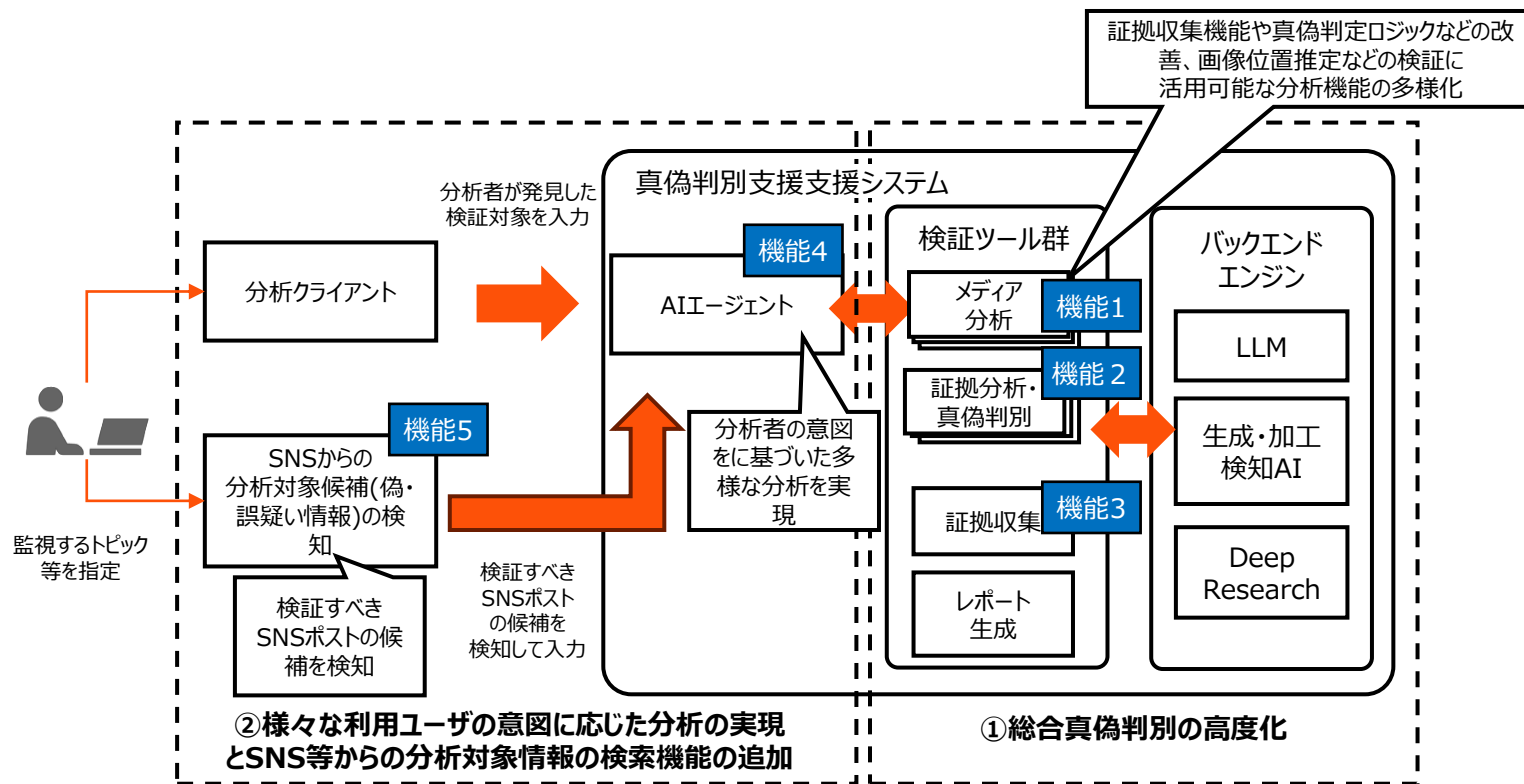 証拠収集機能や真偽判定ロジックなどの改
善、画像位置推定などの検証に
活用可能な分析機能の多様化
真偽判別支援支援システム
分析者が発見した
検証対象を入力
分析クライアント
機能4
AIエージェント
検証ツール群
メディア
分析
機能1
証拠分析・
真偽判別
機能２
証拠収集
機能3
レポート
生成
バックエンド
エンジン
LLM
生成・加工
検知AI
Deep
Research
分析者の意図
をに基づいた多
様な分析を実
現
機能5
SNSからの
分析対象候補(偽・
誤疑い情報)の検
知
監視するトピック
等を指定
検証すべき
SNSポストの候
補を検知
検証すべき
SNSポスト
の候補を
検知して入力
②様々な利用ユーザの意図に応じた分析の実現
とSNS等からの分析対象情報の検索機能の追加
①総合真偽判別の高度化